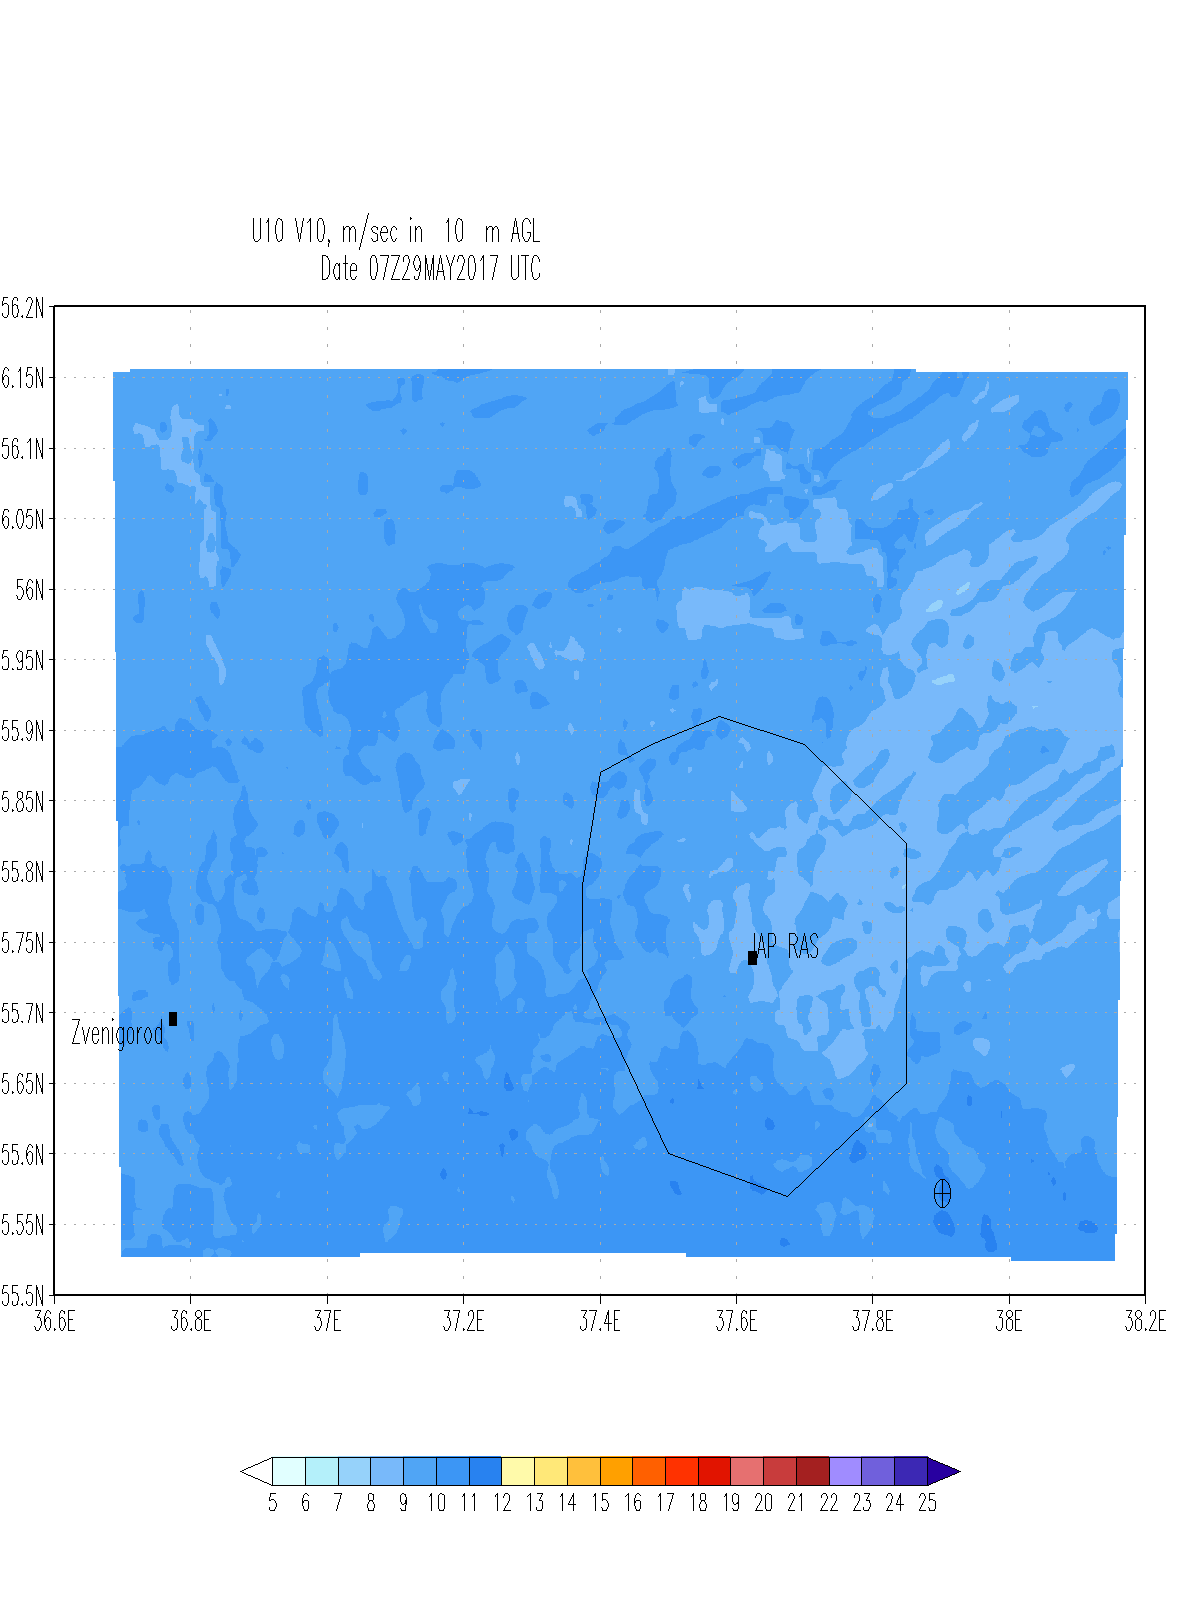 U10 V10, m/sec in 10 m AGL
Date 07Z29MAY2017 UTC
56.2N
6.15N
56.1N
6.05N
56N
5.95N
55.9N
5.85N
55.8N
5.75N
IAP RAS
55.7N
Zvenigorod
5.65N
55.6N
5.55N
55.5N
36.6E 36.8E 37E 37.2E 37.4E 37.6E 37.8E 38E 38.2E
5 6 7 8 9 10 11 12 13 14 15 16 17 18 19 20 21 22 23 24 25